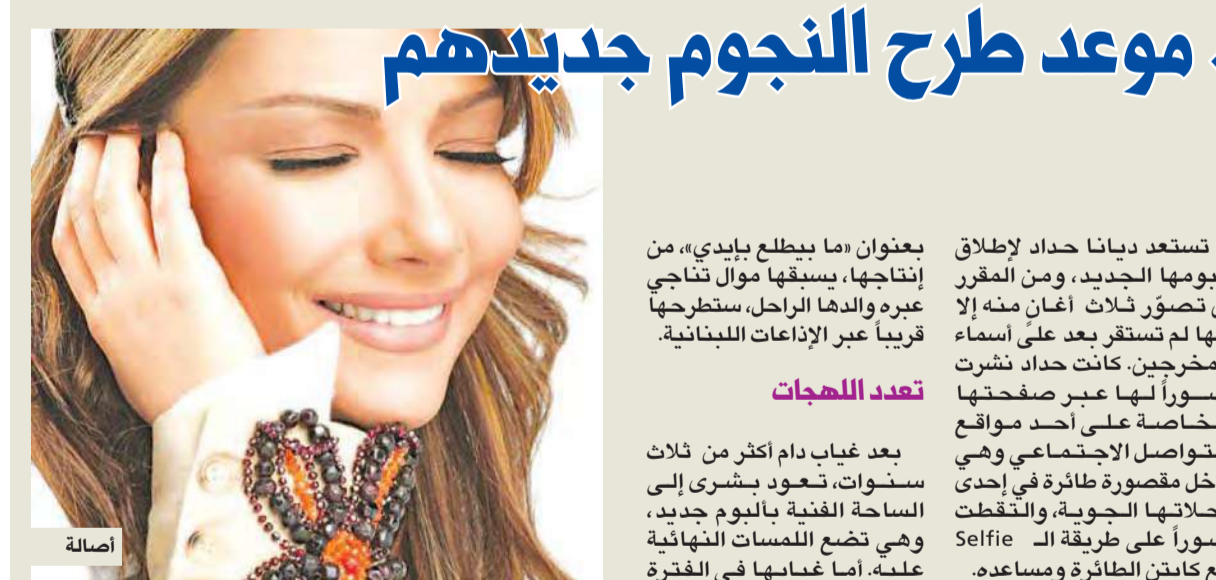 موعد طرح النجوم جديدهم
تستعد ديانا حداد لإطلاق
بومها الجديد، ومن المقرر
تصوّر ثلاث أغانٍ منه إلا
ها لم تستقر بعد على أسماء
مخرجين. كانت حداد نشرت
ـوراً لها عبر صفحتها
خاصة على أحد مواقع
تواصل الاجتماعي وهي
خل مقصورة طائرة في إحدى
حلاتها الجوية، والتقطت
ـوراً على طريقة الـ Selfie
ع كابتن الطائرة ومساعده.
بعنوان «ما بيطلع بإيدي»، من
إنتاجها، يسبقها موال تناجي
عبره والدها الراحل، ستطرحها
قريباً عبر الإذاعات اللبنانية.
تعدد اللهجات
بعد غياب دام أكثر من ثلاث
سنوات، تعود بشرى إلى
الساحة الفنية بألبوم جديد،
وهي تضع اللمسات النهائية
عليه. أما غيابها في الفترة
أصالة